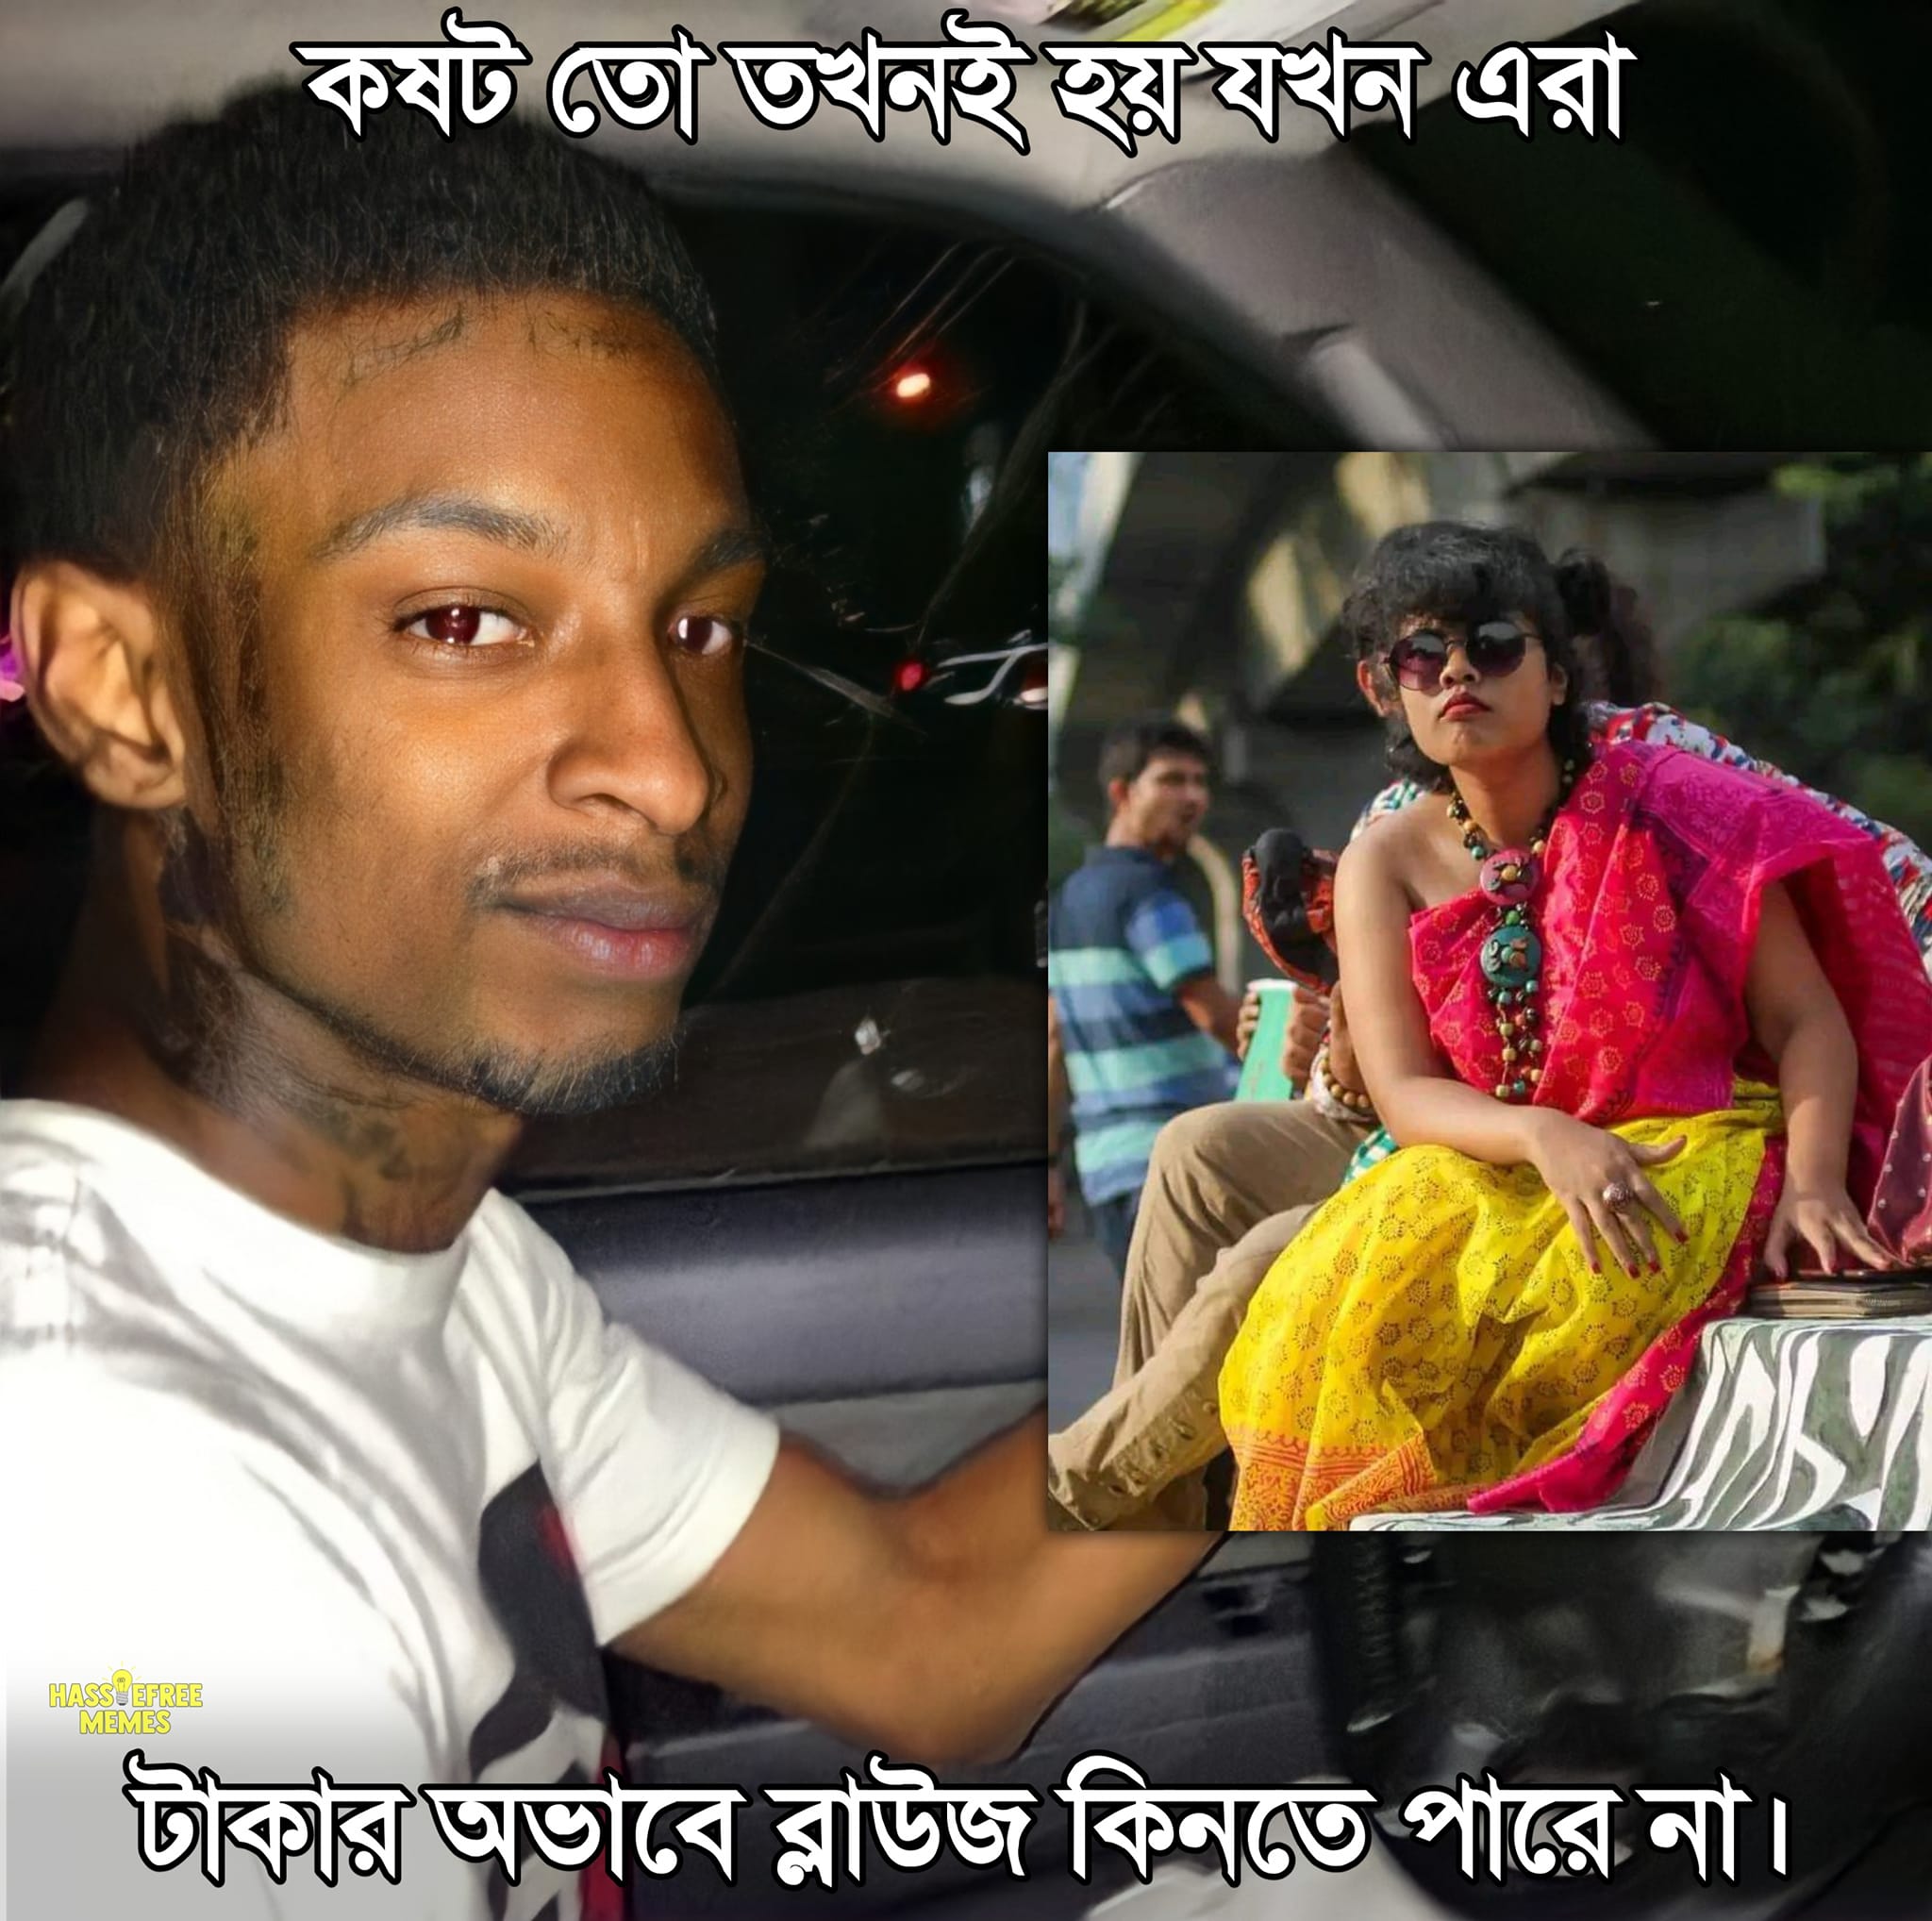 কষট তো তখনই হয় যখন এরা
HASSLEFREE
MEMES
টাকার অভাবে ব্লাউজ কিনতে পারে না।